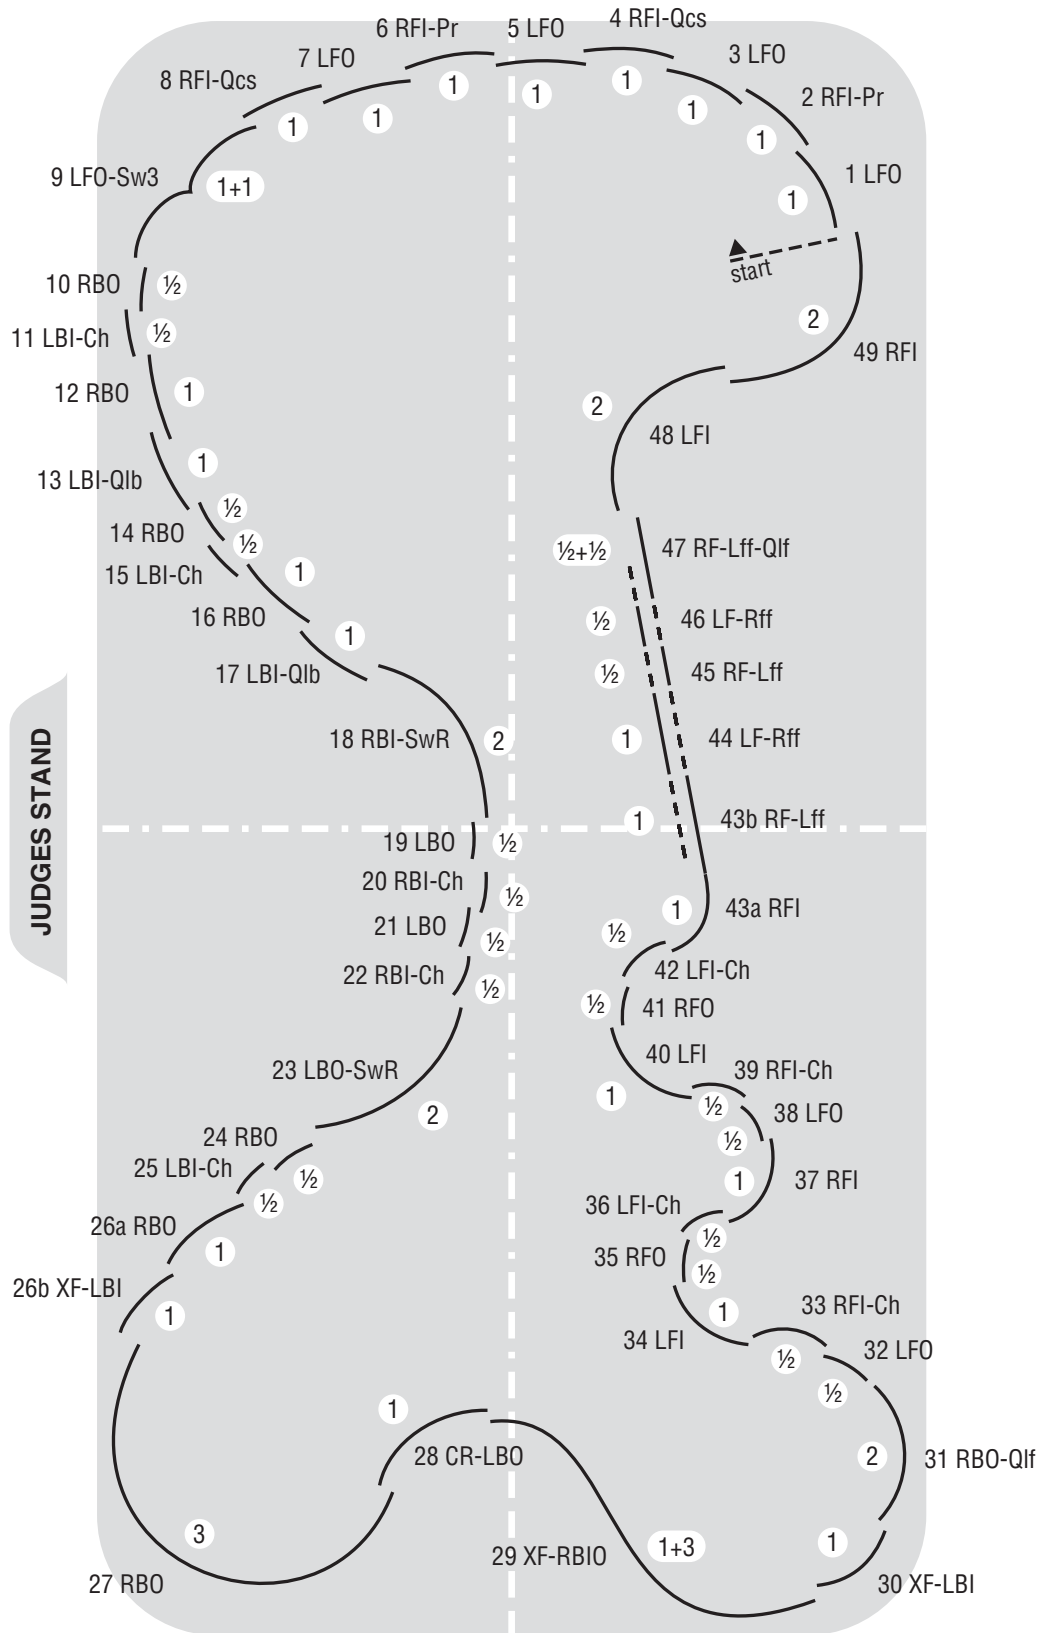 4 RFI-Qcs
6 RFI-Pr
5 LFO
7 LFO
3 LFO
8 RFI-Qcs
2 RFI-Pr
1
1
1
1
1
1
1
1
9 LFO-Sw3
1+1
1 LFO
start
10 RBO
½
11 LBI-Ch
½
2
49 RFI
12 RBO
1
2
48 LFI
13 LBI-Qlb
1
14 RBO
½
15 LBI-Ch
½
½+½
47 RF-Lff-Qlf
16 RBO
1
½
46 LF-Rff
17 LBI-Qlb
1
½
45 RF-Lff
18 RBI-SwR
2
1
44 LF-Rff
1
43b RF-Lff
JUDGES STAND
19 LBO
½
20 RBI-Ch
½
1
43a RFI
21 LBO
½
½
42 LFI-Ch
22 RBI-Ch
½
½
41 RFO
40 LFI
23 LBO-SwR
2
1
39 RFI-Ch
½
38 LFO
½
24 RBO
½
25 LBI-Ch
½
1
37 RFI
36 LFI-Ch
½
26a RBO
1
35 RFO
½
26b XF-LBI
1
34 LFI
1
33 RFI-Ch
½
32 LFO
½
1
28 CR-LBO
2
31 RBO-Qlf
3
27 RBO
29 XF-RBIO
1+3
1
30 XF-LBI